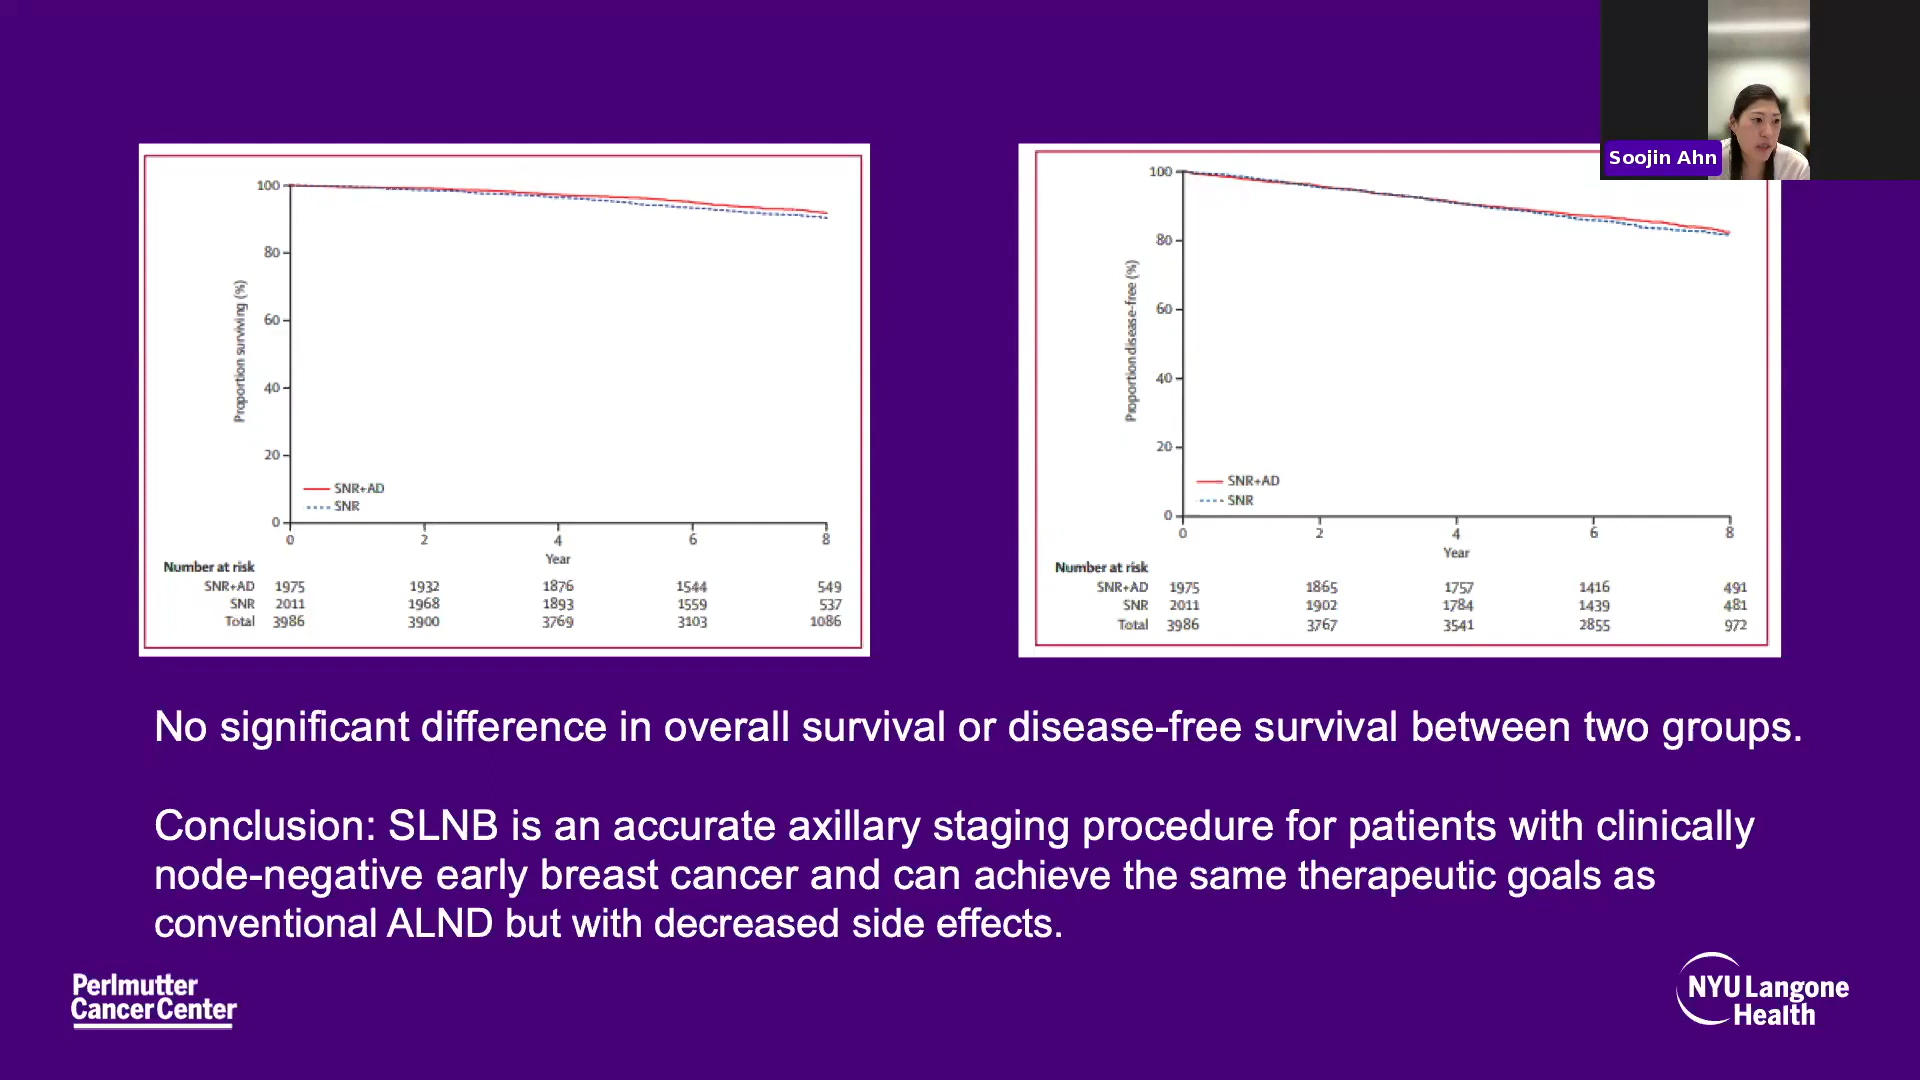 Soojin Ahn
100
80
60
40
20
0
Proportion surviving (%)
SNR+AD
SNR
0 2 4 6 8
Year
Number at risk
SNR+AD 1975 1932 1876 1544 549
SNR 2011 1968 1893 1559 537
Total 3986 3900 3769 3103 1086
100
80
60
40
20
0
Proportion disease-free (%)
SNR+AD
SNR
0 2 4 6 8
Year
Number at risk
SNR+AD 1975 1865 1757 1416 491
SNR 2011 1902 1784 1439 481
Total 3986 3767 3541 2855 972
No significant difference in overall survival or disease-free survival between two groups.
Conclusion: SLNB is an accurate axillary staging procedure for patients with clinically
node-negative early breast cancer and can achieve the same therapeutic goals as
conventional ALND but with decreased side effects.
Perlmutter
Cancer Center
NYU Langone
Health